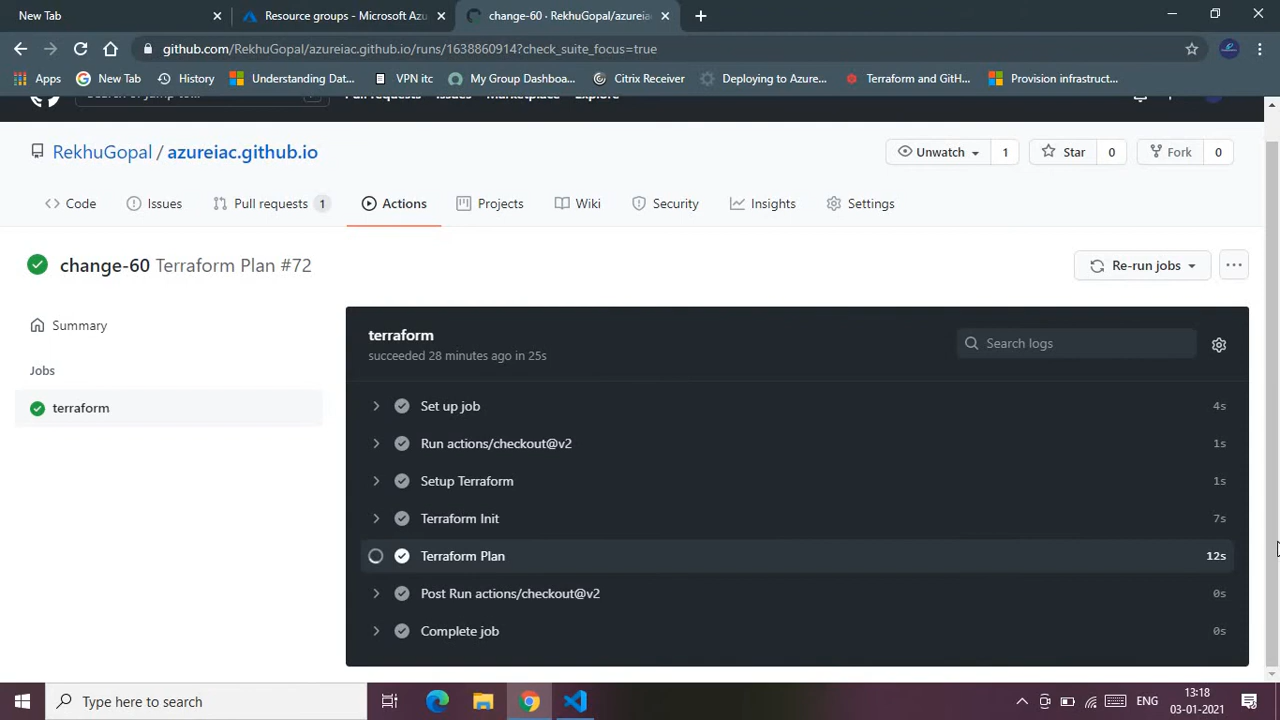 New Tab
Resource groups - Microsoft Azu
change-60 · RekhuGopal/azureia
github.com/RekhuGopal/azureiac.github.io/runs/1638860914?check_suite_focus=true
Apps New Tab History Understanding Dat... VPN itc My Group Dashboa... Citrix Receiver Deploying to Azure... Terraform and GitH... Provision infrastruct...
RekhuGopal / azureiac.github.io
Unwatch 1 Star 0 Fork 0
Code Issues Pull requests 1 Actions Projects Wiki Security Insights Settings
change-60 Terraform Plan #72
Re-run jobs
Summary
Jobs
terraform
terraform
succeeded 28 minutes ago in 25s
Search logs
Set up job 4s
Run actions/checkout@v2 1s
Setup Terraform 1s
Terraform Init 7s
Terraform Plan 12s
Post Run actions/checkout@v2 0s
Complete job 0s
Type here to search
ENG
13:18
03-01-2021